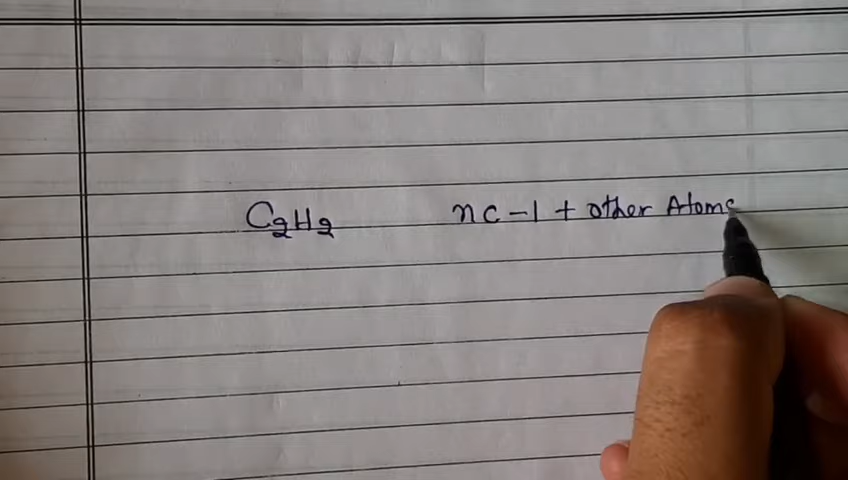 C₂H₂ nc-1 + other Atoms